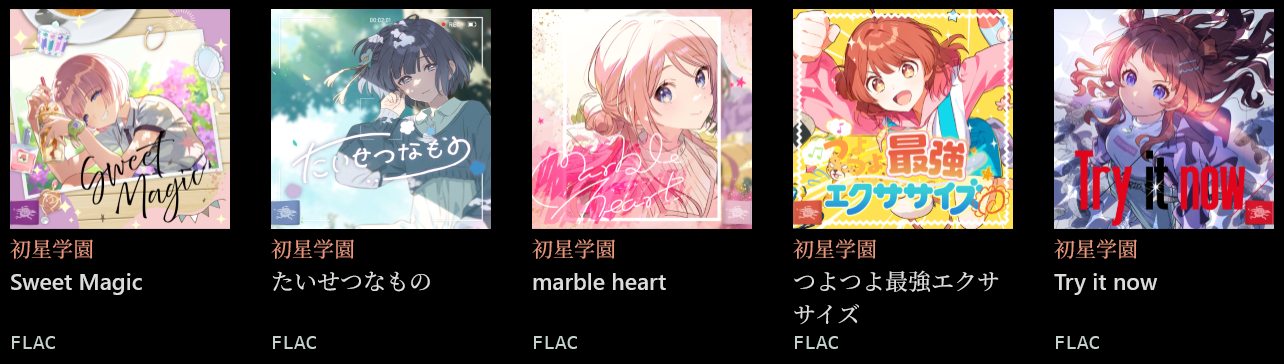 Sweet
Magic
初星学園
Sweet Magic
FLAC
00:02:01
REC
たいせつなもの
初星学園
たいせつなもの
FLAC
marble
heart
初星学園
marble heart
FLAC
つよつよ最強
エクササイズ
初星学園
つよつよ最強エクサ
サイズ
FLAC
Try it now
初星学園
Try it now
FLAC